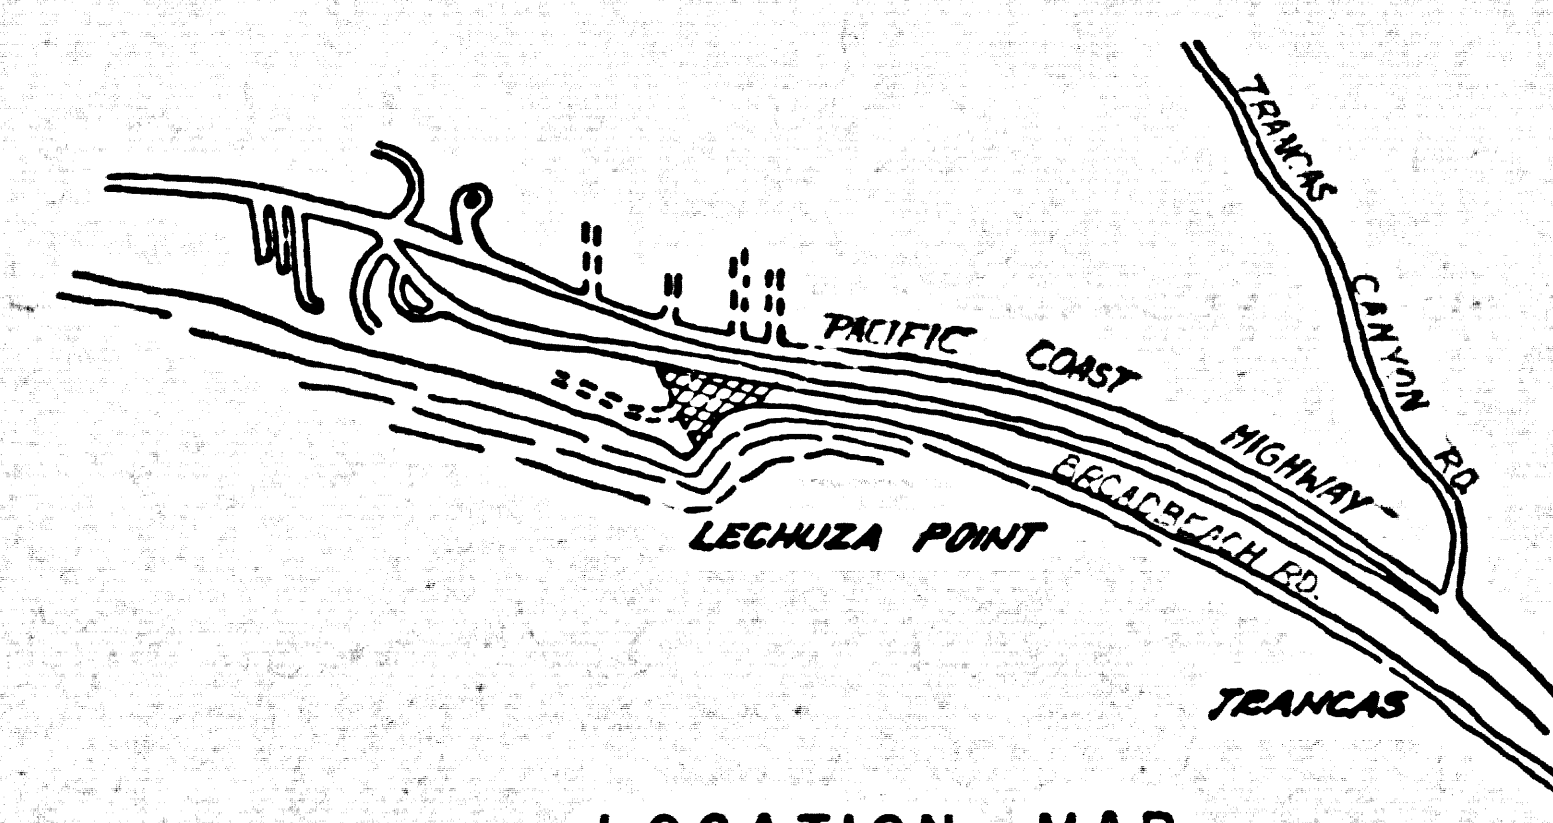 TRANCAS CANYON RD
PACIFIC COAST HIGHWAY
BROADBEACH RD.
LECHUZA POINT
TRANCAS
LOCATION MAP